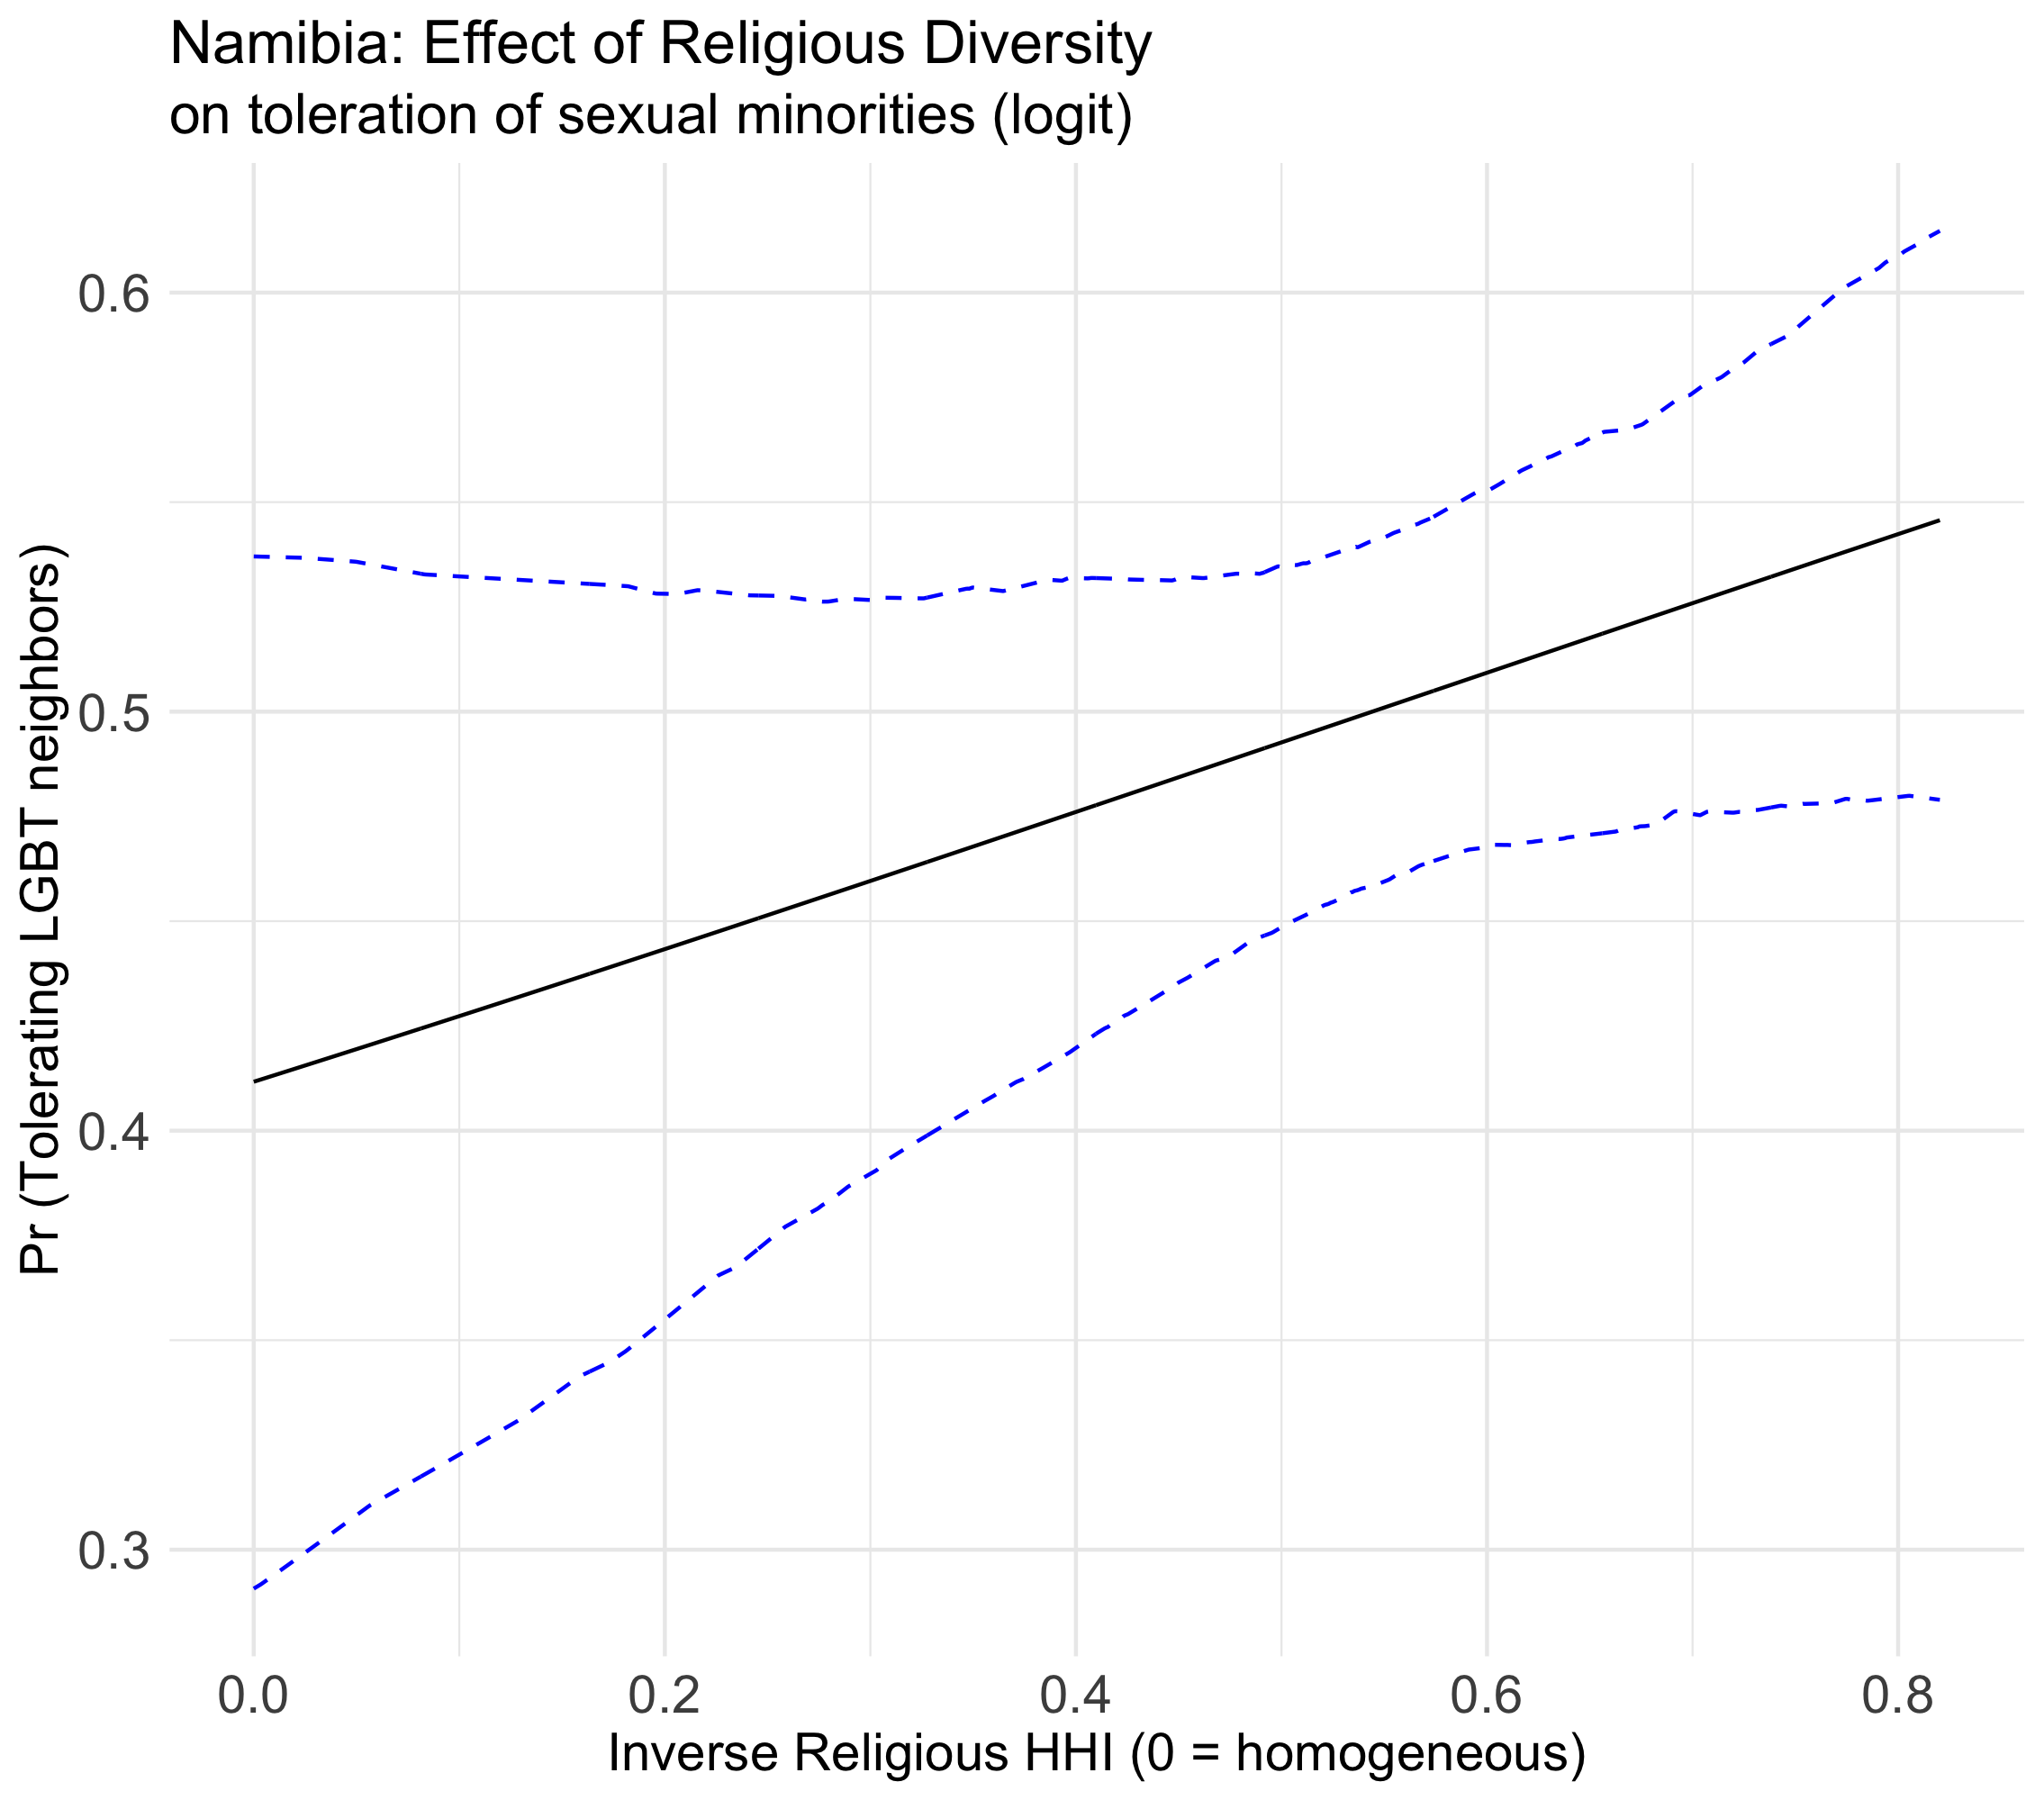 Namibia: Effect of Religious Diversity
on toleration of sexual minorities (logit)
Pr (Tolerating LGBT neighbors)
0.6
0.5
0.4
0.3
0.0 0.2 0.4 0.6 0.8
Inverse Religious HHI (0 = homogeneous)